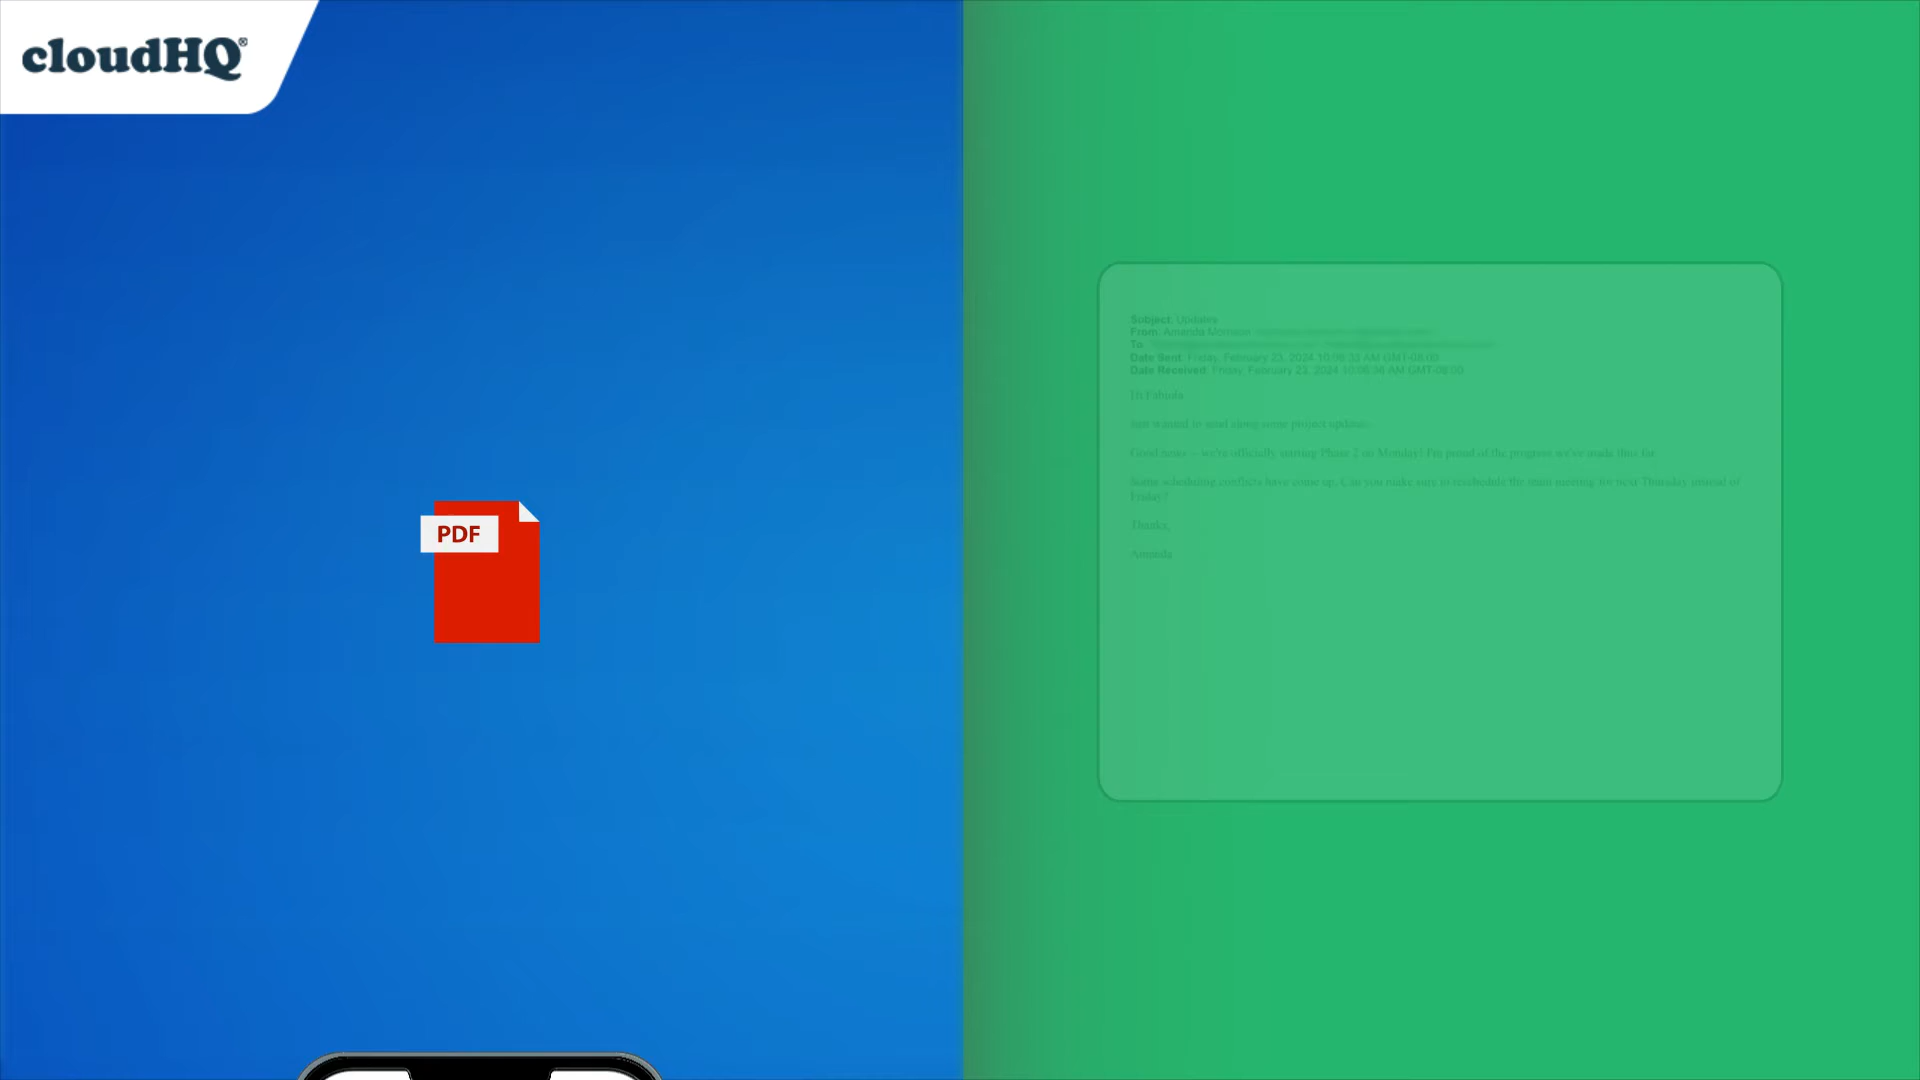 cloudHQ®
PDF
Subject: Updates
From: Amanda Morrison
To:
Date Sent: Friday, February 23, 2024 10:06:33 AM GMT-08:00
Date Received: Friday, February 23, 2024 10:06:36 AM GMT-08:00
Hi Fabiola
Just wanted to send along some project updates.
Good news -- we're officially starting Phase 2 on Monday! I'm proud of the progress we've made thus far.
Some scheduling conflicts have come up. Can you make sure to reschedule the team meeting for next Thursday instead of
Friday?
Thanks,
Amanda